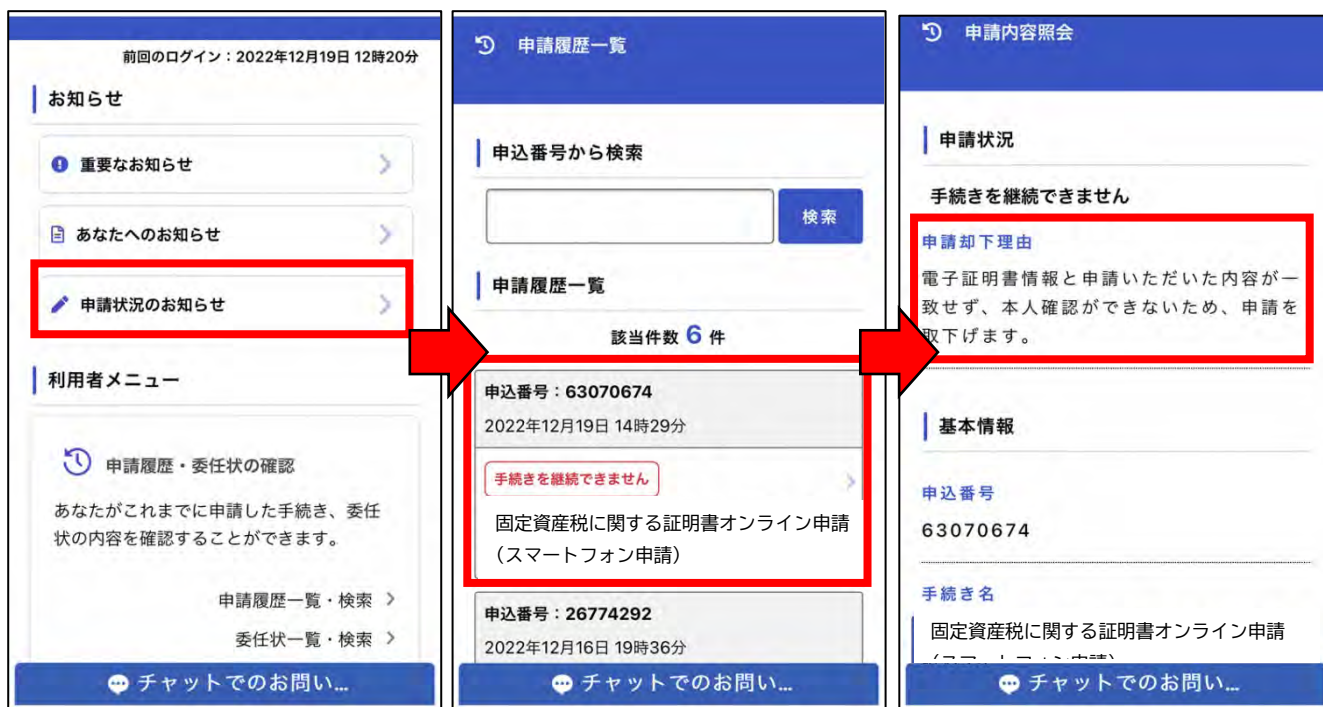 前回のログイン：2022年12月19日 12時20分
お知らせ
重要なお知らせ
あなたへのお知らせ
申請状況のお知らせ
利用者メニュー
申請履歴・委任状の確認
あなたがこれまでに申請した手続き、委任
状の内容を確認することができます。
申請履歴一覧・検索
委任状一覧・検索
チャットでのお問い...
申請履歴一覧
申込番号から検索
検索
申請履歴一覧
該当件数 6 件
申込番号：63070674
2022年12月19日 14時29分
手続きを継続できません
固定資産税に関する証明書オンライン申請
（スマートフォン申請）
申込番号：26774292
2022年12月16日 19時36分
チャットでのお問い...
申請内容照会
申請状況
手続きを継続できません
申請却下理由
電子証明書情報と申請いただいた内容が一
致せず、本人確認ができないため、申請を
取下げます。
基本情報
申込番号
63070674
手続き名
固定資産税に関する証明書オンライン申請
（スマートフォン申請）
チャットでのお問い...